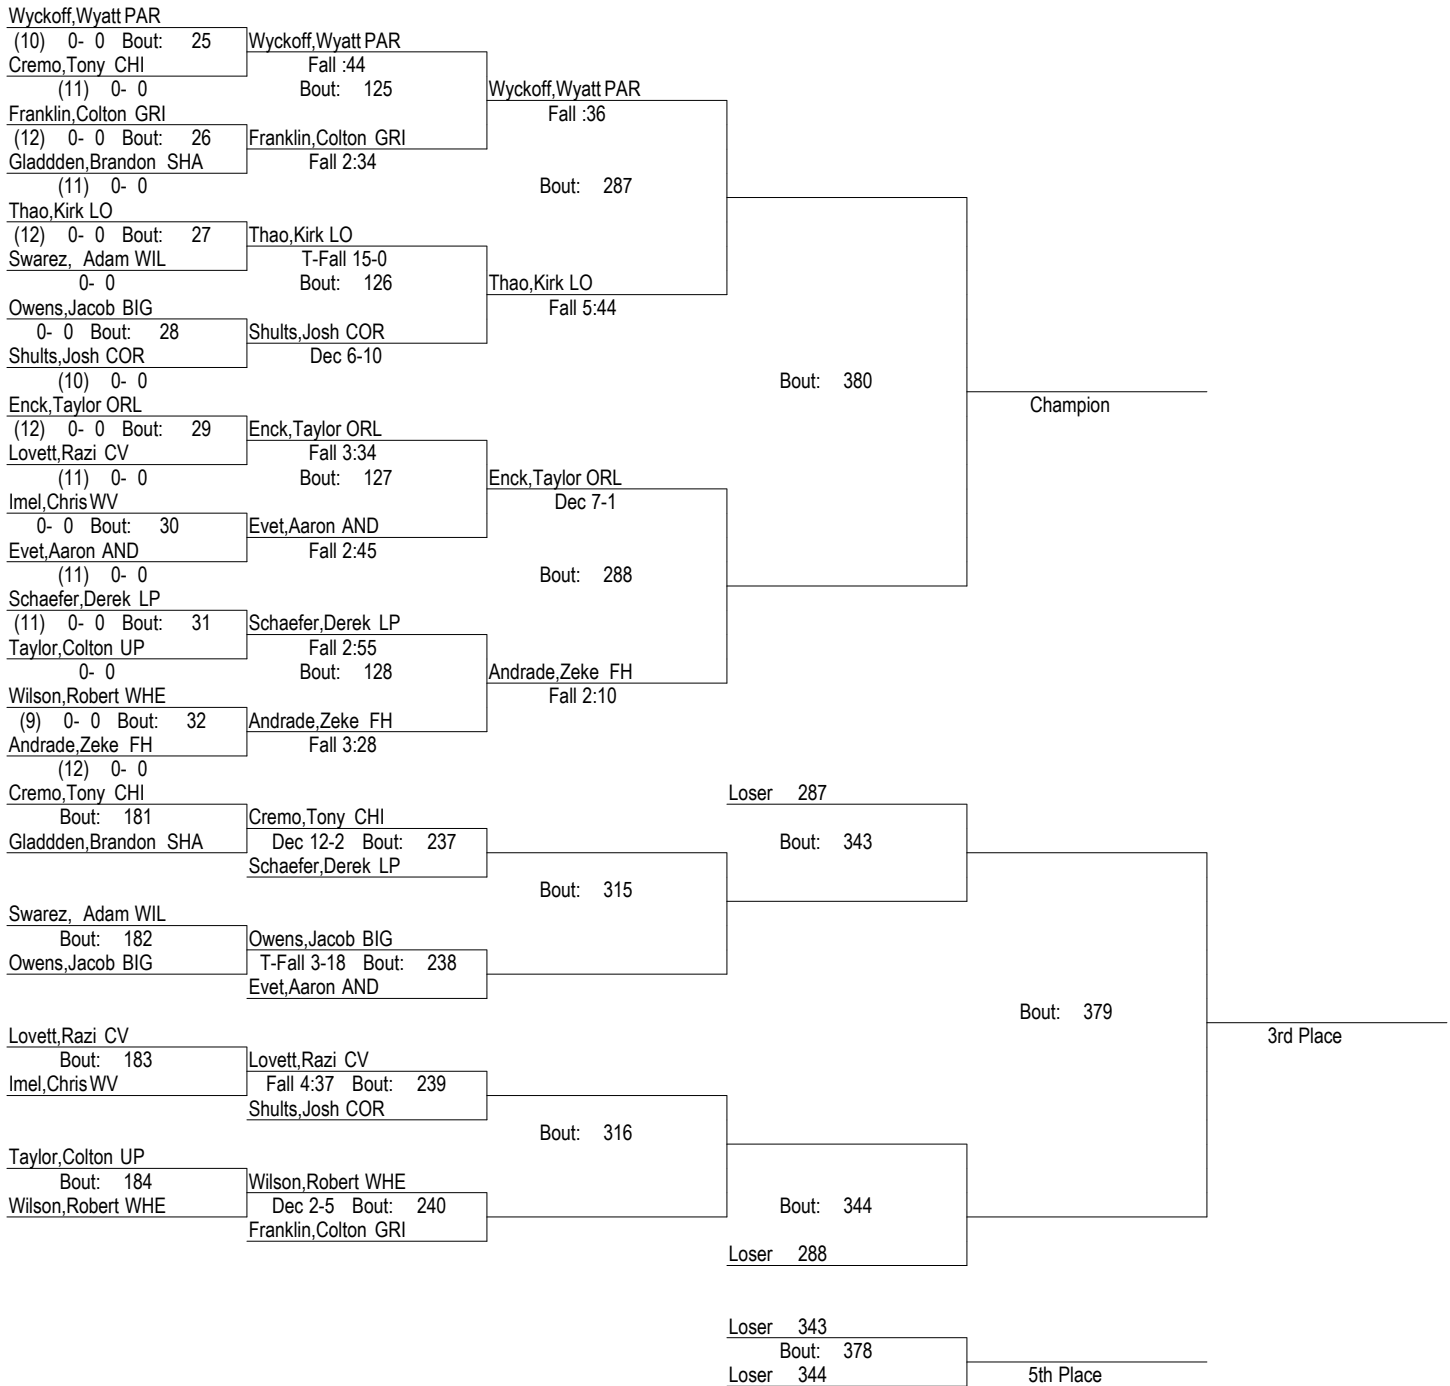 Wyckoff,Wyatt PAR
(10) 0- 0 Bout: 25 Wyckoff,Wyatt PAR
Cremo,Tony CHI Fall :44
(11) 0- 0 Bout: 125 Wyckoff,Wyatt PAR
Franklin,Colton GRI Fall :36
(12) 0- 0 Bout: 26 Franklin,Colton GRI
Gladdden,Brandon SHA Fall 2:34
(11) 0- 0 Bout: 287
Thao,Kirk LO
(12) 0- 0 Bout: 27 Thao,Kirk LO
Swarez, Adam WIL T-Fall 15-0
0- 0 Bout: 126 Thao,Kirk LO
Owens,Jacob BIG Fall 5:44
0- 0 Bout: 28 Shults,Josh COR
Shults,Josh COR Dec 6-10
(10) 0- 0 Bout: 380
Enck,Taylor ORL Champion
(12) 0- 0 Bout: 29 Enck,Taylor ORL
Lovett,Razi CV Fall 3:34
(11) 0- 0 Bout: 127 Enck,Taylor ORL
Imel,Chris WV Dec 7-1
0- 0 Bout: 30 Evet,Aaron AND
Evet,Aaron AND Fall 2:45
(11) 0- 0 Bout: 288
Schaefer,Derek LP
(11) 0- 0 Bout: 31 Schaefer,Derek LP
Taylor,Colton UP Fall 2:55
0- 0 Bout: 128 Andrade,Zeke FH
Wilson,Robert WHE Fall 2:10
(9) 0- 0 Bout: 32 Andrade,Zeke FH
Andrade,Zeke FH Fall 3:28
(12) 0- 0
Cremo,Tony CHI Loser 287
Bout: 181 Cremo,Tony CHI
Gladdden,Brandon SHA Dec 12-2 Bout: 237 Bout: 343
Schaefer,Derek LP
Bout: 315
Swarez, Adam WIL
Bout: 182 Owens,Jacob BIG
Owens,Jacob BIG T-Fall 3-18 Bout: 238
Evet,Aaron AND
Bout: 379
Lovett,Razi CV 3rd Place
Bout: 183 Lovett,Razi CV
Imel,Chris WV Fall 4:37 Bout: 239
Shults,Josh COR
Bout: 316
Taylor,Colton UP
Bout: 184 Wilson,Robert WHE
Wilson,Robert WHE Dec 2-5 Bout: 240 Bout: 344
Franklin,Colton GRI
Loser 288
Loser 343
Bout: 378
Loser 344 5th Place